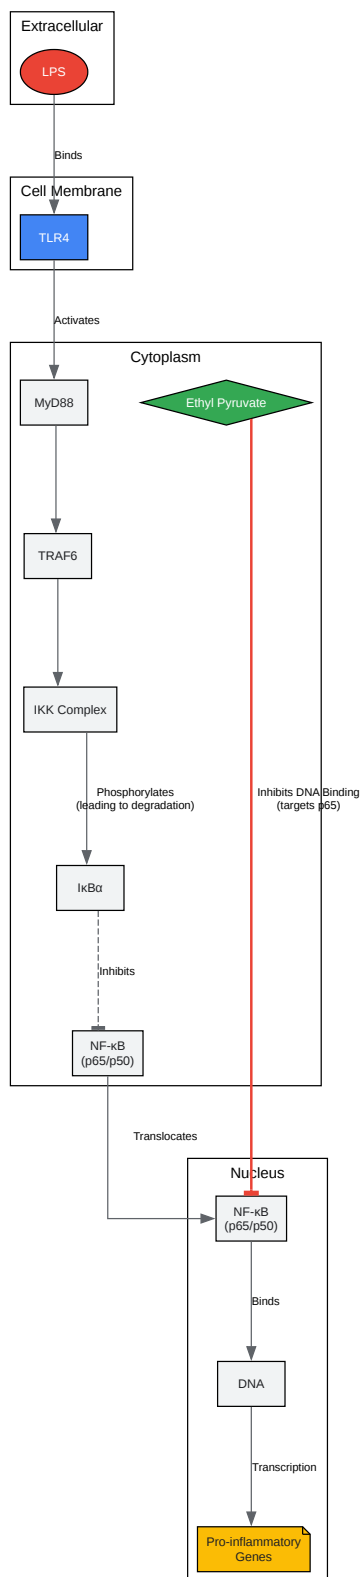 Extracellular
LPS
Binds
Cell Membrane
TLR4
Activates
Cytoplasm
MyD88
Ethyl Pyruvate
TRAF6
IKK Complex
Phosphorylates
(leading to degradation)
Inhibits DNA Binding
(targets p65)
IκBα
Inhibits
NF-κB
(p65/p50)
Translocates
Nucleus
NF-κB
(p65/p50)
Binds
DNA
Transcription
Pro-inflammatory
Genes